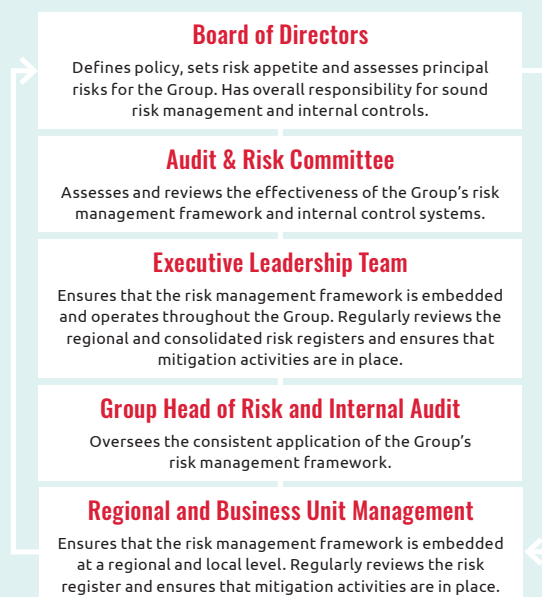 Board of Directors
Defines policy, sets risk appetite and assesses principal
risks for the Group. Has overall responsibility for sound
risk management and internal controls.
Audit & Risk Committee
Assesses and reviews the effectiveness of the Group's risk
management framework and internal control systems.
Executive Leadership Team
Ensures that the risk management framework is embedded
and operates throughout the Group. Regularly reviews the
regional and consolidated risk registers and ensures that
mitigation activities are in place.
Group Head of Risk and Internal Audit
Oversees the consistent application of the Group's
risk management framework.
Regional and Business Unit Management
Ensures that the risk management framework is embedded
at a regional and local level. Regularly reviews the risk
register and ensures that mitigation activities are in place.